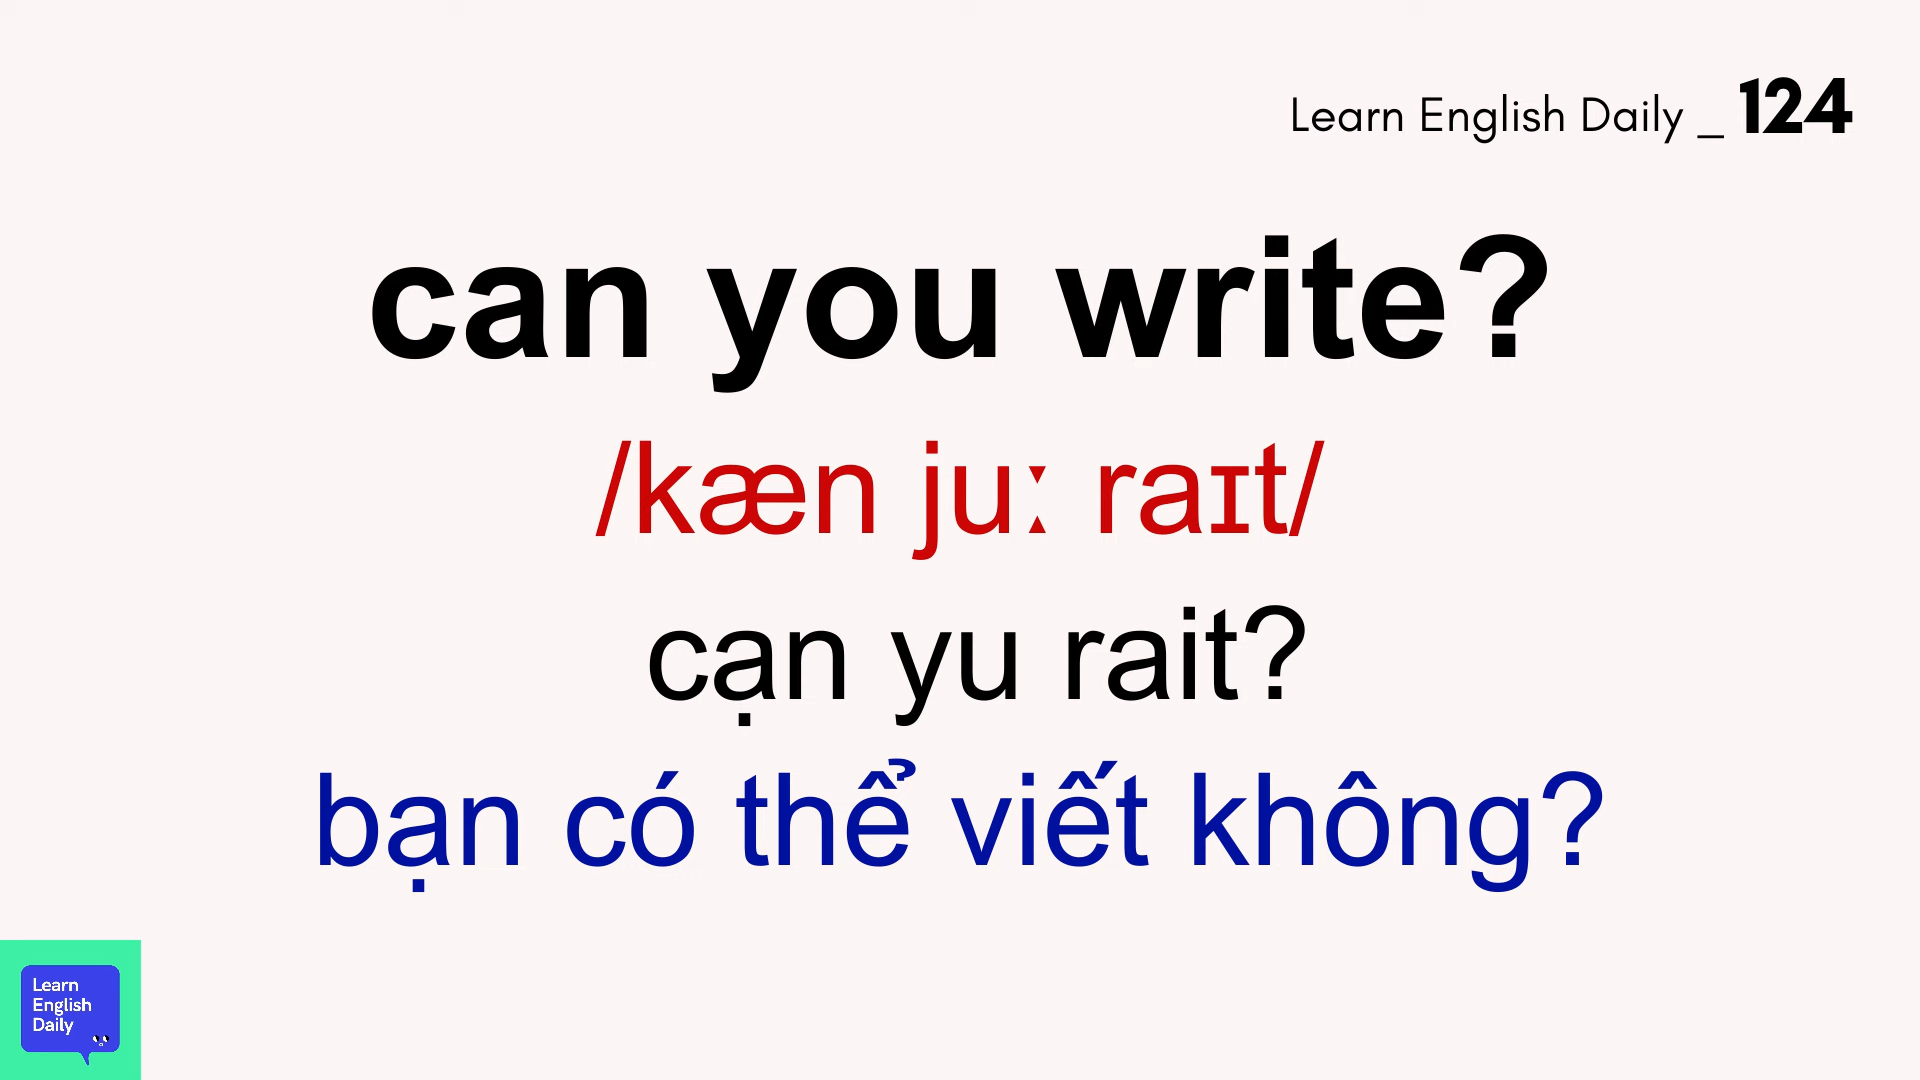 Learn English Daily _ 124
can you write?
/kæn juː raɪt/
cạn yu rait?
bạn có thể viết không?
Learn
English
Daily